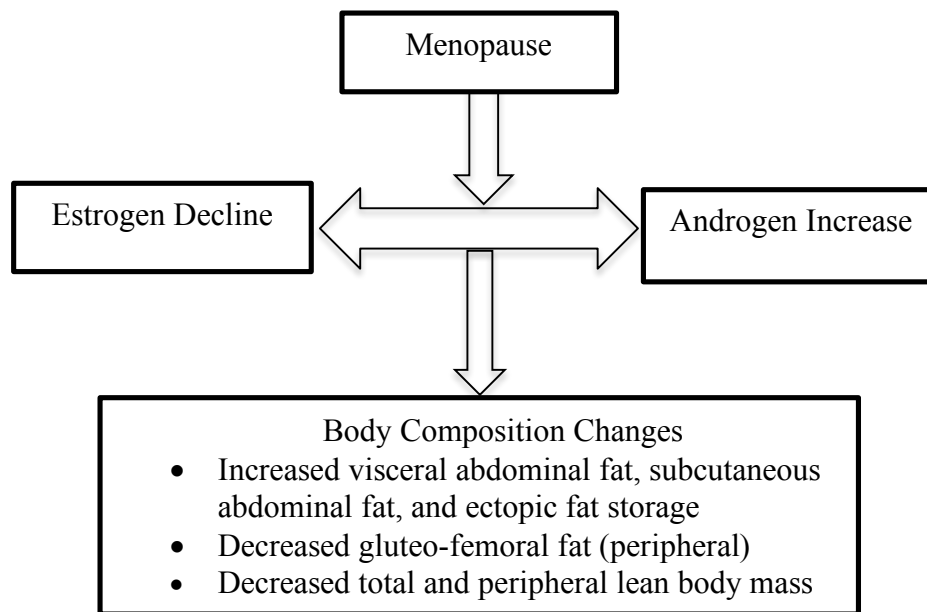 Menopause
Estrogen Decline
Androgen Increase
Body Composition Changes
• Increased visceral abdominal fat, subcutaneous
abdominal fat, and ectopic fat storage
• Decreased gluteo-femoral fat (peripheral)
• Decreased total and peripheral lean body mass